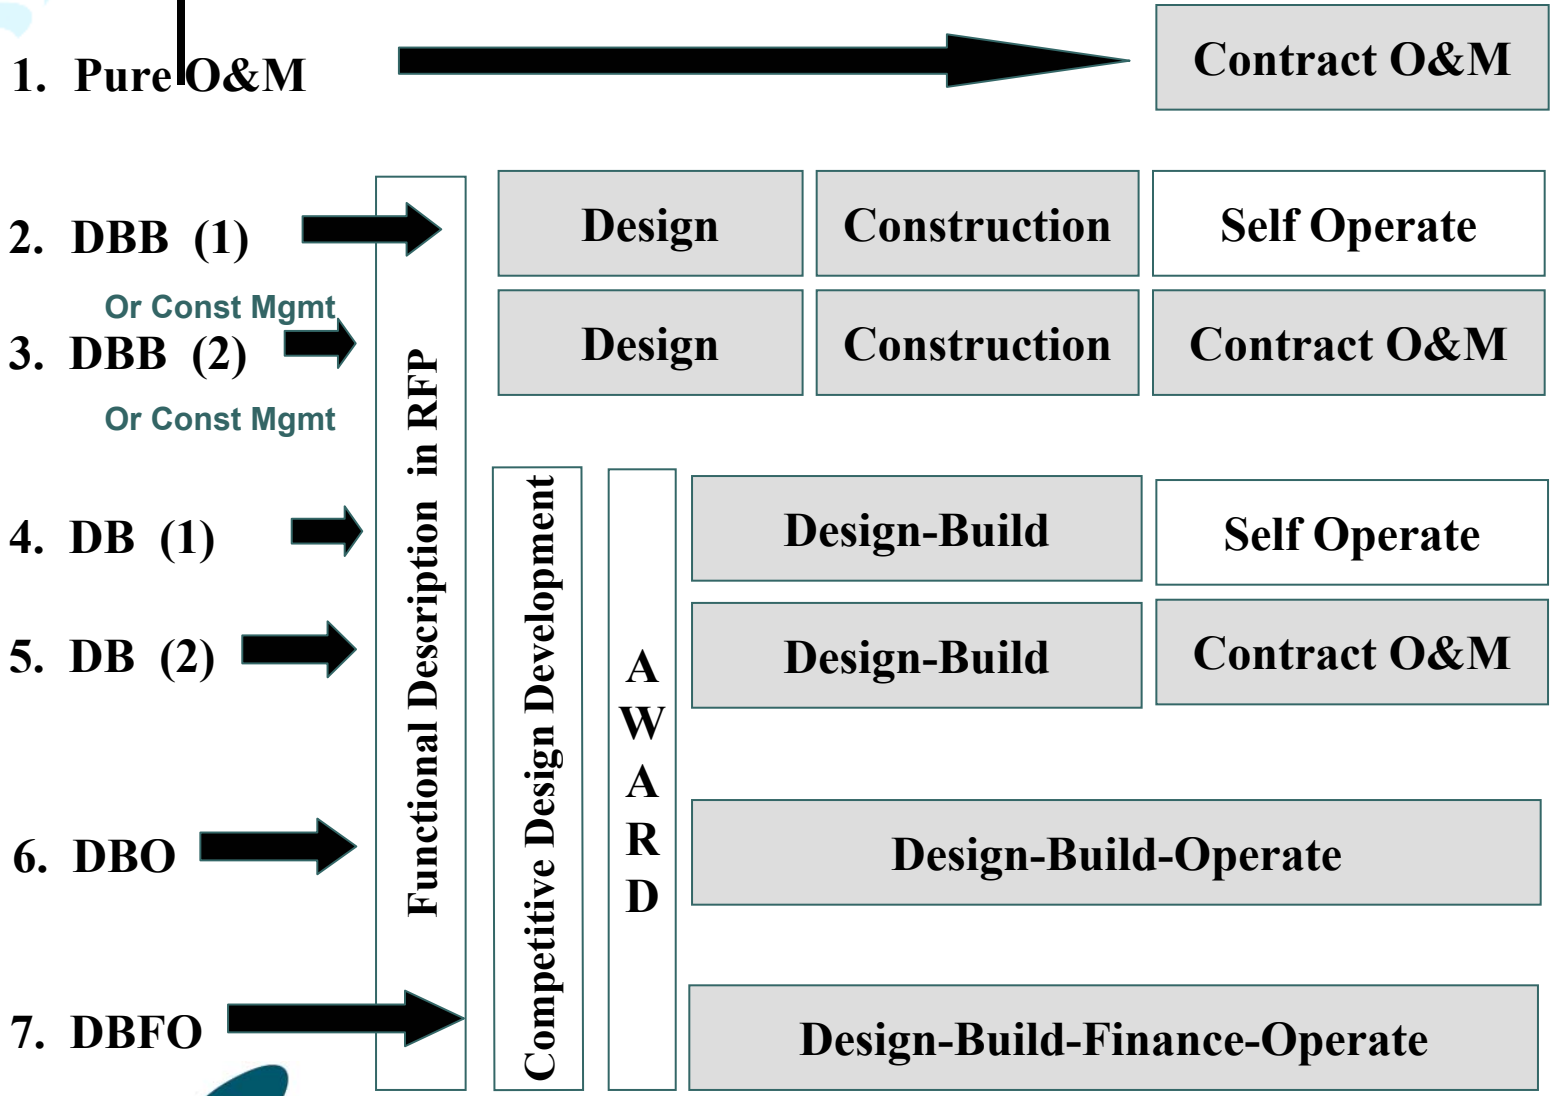 1. Pure O&M
Contract O&M
2. DBB (1)
Design
Construction
Self Operate
Or Const Mgmt
3. DBB (2)
Design
Construction
Contract O&M
Or Const Mgmt
Functional Description in RFP
Competitive Design Development
A
W
A
R
D
4. DB (1)
Design-Build
Self Operate
5. DB (2)
Design-Build
Contract O&M
6. DBO
Design-Build-Operate
7. DBFO
Design-Build-Finance-Operate